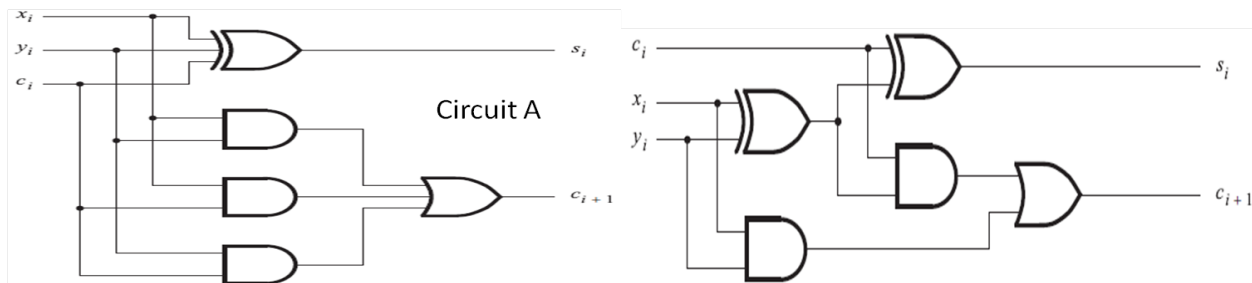 x_i
y_i
c_i
s_i
Circuit A
c_{i+1}
c_i
x_i
y_i
s_i
c_{i+1}